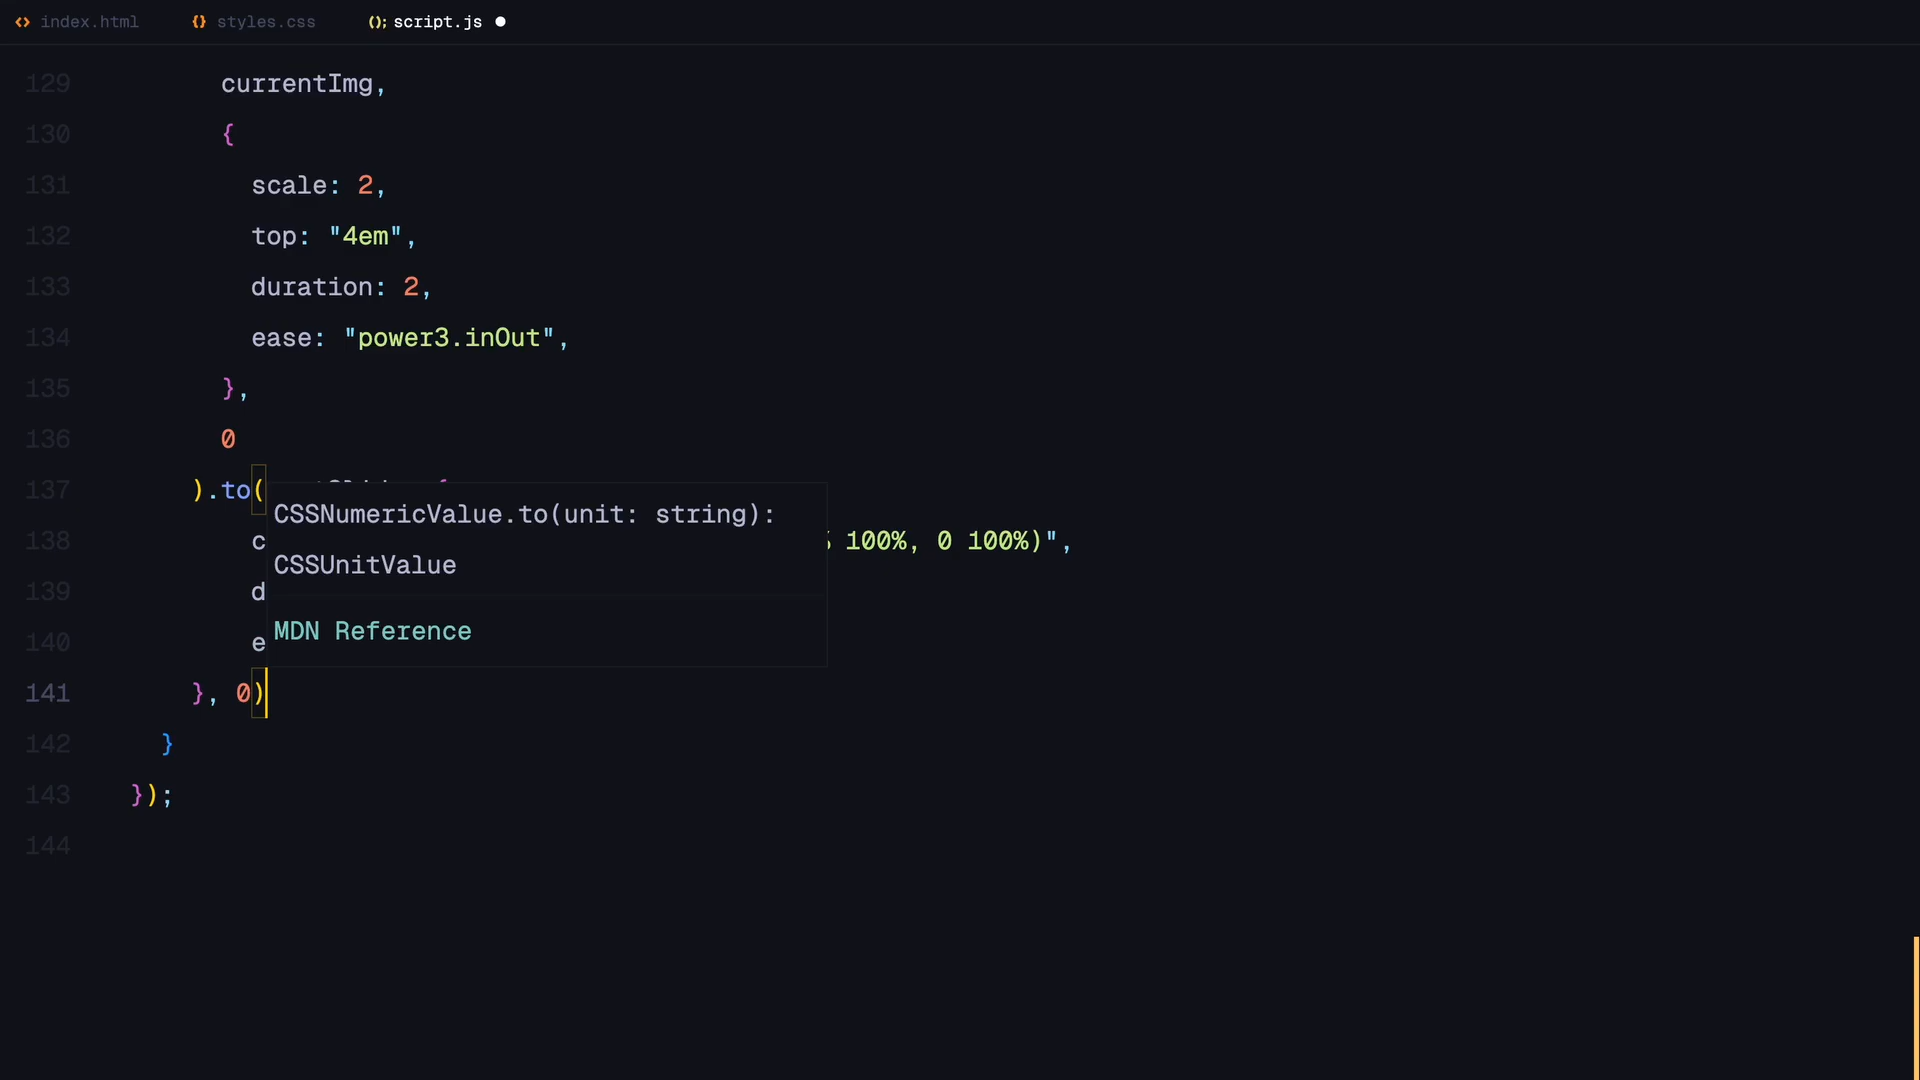 index.html styles.css script.js
129 currentImg,
130 {
131 scale: 2,
132 top: "4em",
133 duration: 2,
134 ease: "power3.inOut",
135 },
136 0
137 ).to(
CSSNumericValue.to(unit: string):
138 c 100%, 0 100%)",
CSSUnitValue
139 d
MDN Reference
140 e
141 }, 0)
142 }
143 });
144